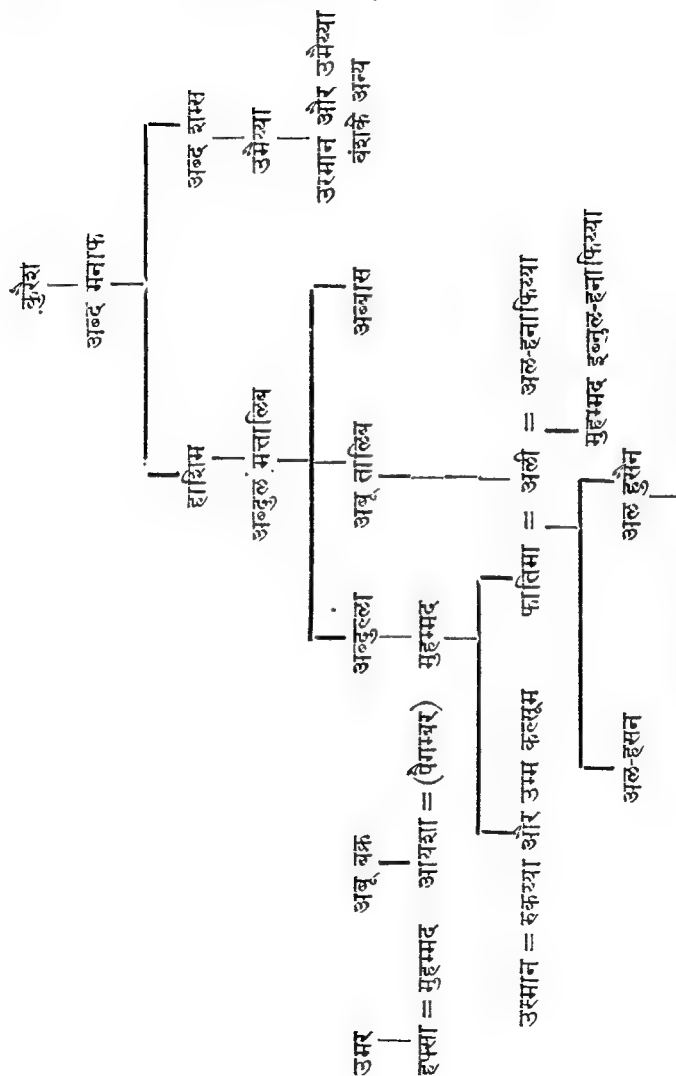 कुरैश
अब्द मनाफ
हाशिम अब्द शम्स
अब्दुल मत्तालिब उमैय्या
उस्मान और उमैय्या
वंशके अन्य
उमर अबू बक्र अब्दुल्ला अबू तालिब अब्बास
हफ्सा = मुहम्मद आयशा = (पैगम्बर) मुहम्मद
उस्मान = रुकय्या और उम्म कल्सूम फातिमा = अली = अल-हनाफिय्या
मुहम्मद इब्नुल-हनाफिय्या
अल-हसन अल हुसैन